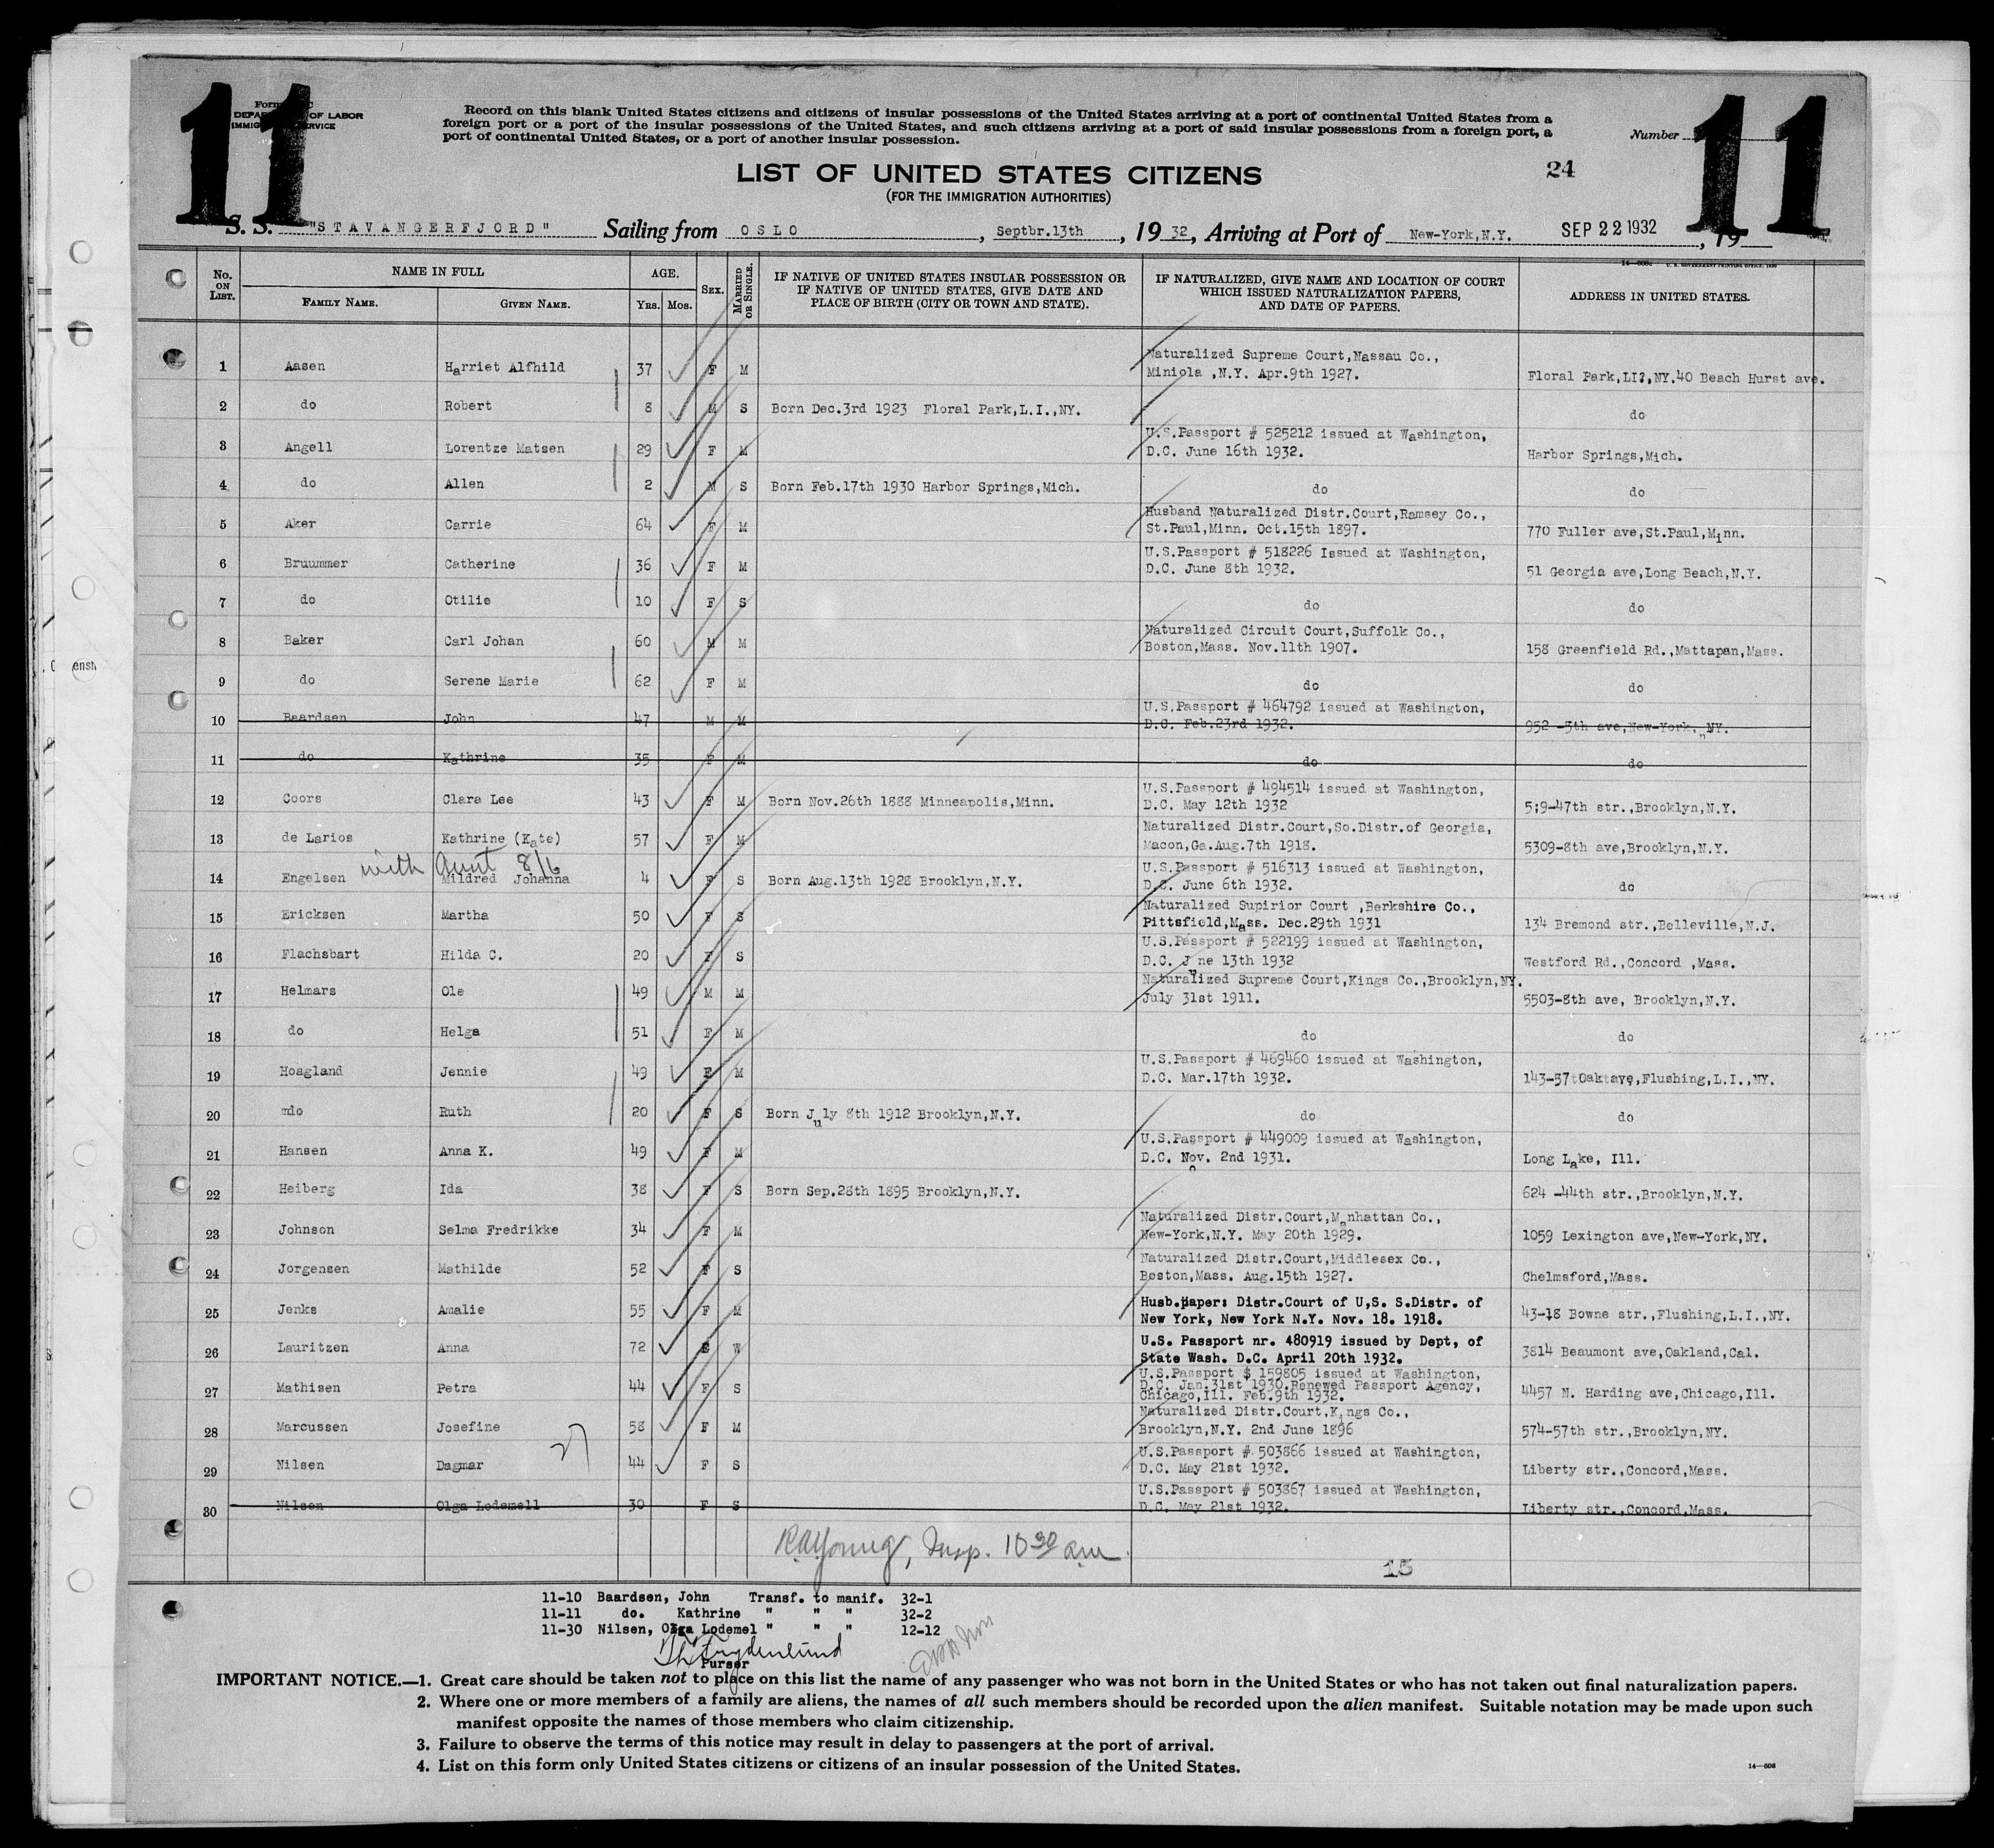 11
11
Form
DEPA OF LABOR
IMMIG ERVICE
Record on this blank United States citizens and citizens of insular possessions of the United States arriving at a port of continental United States from a
foreign port or a port of the insular possessions of the United States, and such citizens arriving at a port of said insular possessions from a foreign port, a
port of continental United States, or a port of another insular possession.
Number
LIST OF UNITED STATES CITIZENS
24
(FOR THE IMMIGRATION AUTHORITIES)
S. S. "STAVANGERFJORD" Sailing from OSLO, Septbr.13th, 1932, Arriving at Port of New-York,N.Y. SEP 22 1932, 19
No. ON LIST. NAME IN FULL AGE. SEX. MARRIED OR SINGLE. IF NATIVE OF UNITED STATES INSULAR POSSESSION OR IF NATIVE OF UNITED STATES, GIVE DATE AND PLACE OF BIRTH (CITY OR TOWN AND STATE). IF NATURALIZED, GIVE NAME AND LOCATION OF COURT WHICH ISSUED NATURALIZATION PAPERS, AND DATE OF PAPERS. ADDRESS IN UNITED STATES.
FAMILY NAME. GIVEN NAME. YRS. MOS.
1 Aasen Harriet Alfhild 37 F M Naturalized Supreme Court,Nassau Co., Miniola ,N.Y. Apr.9th 1927. Floral Park,LI?,NY.40 Beach Hurst ave.
2 do Robert 8 M S Born Dec.3rd 1923 Floral Park,L.I.,NY. do
3 Angell Lorentze Matsen 29 F M U.S.Passport # 525212 issued at Washington, D.C. June 16th 1932. Harbor Springs,Mich.
4 do Allen 2 M S Born Feb.17th 1930 Harbor Springs,Mich. do do
5 Aker Carrie 64 F M Husband Naturalized Distr.Court,Ramsey Co., St.Paul,Minn. Oct.15th 1897. 770 Fuller ave,St.Paul,Minn.
6 Bruummer Catherine 36 F M U.S.Passport # 518226 Issued at Washington, D.C. June 8th 1932. 51 Georgia ave,Long Beach,N.Y.
7 do Otilie 10 F S do do
8 Baker Carl Johan 60 M M Naturalized Circuit Court,Suffolk Co., Boston,Mass. Nov.11th 1907. 158 Greenfield Rd.,Mattapan,Mass.
9 do Serene Marie 62 F M do do
10 Baardsen John 47 M M U.S.Passport # 464792 issued at Washington, D.C. Feb.23rd 1932. 952 -5th ave,New-York. NY.
11 do Kathrine 35 F M do do
12 Coors Clara Lee 43 F M Born Nov.26th 1888 Minneapolis,Minn. U.S.Passport # 494514 issued at Washington, D.C. May 12th 1932 5;9-47th str.,Brooklyn,N.Y.
13 de Larios Kathrine (Kate) 57 F M Naturalized Distr.Court,So.Distr.of Georgia, Macon,Ga.Aug.7th 1918. 5309-8th ave,Brooklyn,N.Y.
with Aunt 8/6
14 Engelsen Mildred Johanna 4 F S Born Aug.13th 1928 Brooklyn,N.Y. U.S.Passport # 516313 issued at Washington, D.C. June 6th 1932. do
15 Ericksen Martha 50 F S Naturalized Supirior Court ,Berkshire Co., Pittsfield,Mass. Dec.29th 1931 134 Bremond str.,Belleville,N.J.
16 Flachsbart Hilda C. 20 F S U.S.Passport # 522199 issued at Washington, D.C. June 13th 1932 Westford Rd.,Concord ,Mass.
17 Helmars Ole 49 M M Naturalized Supreme Court,Kings Co.,Brooklyn,NY. July 31st 1911. 5503-8th ave, Brooklyn,N.Y.
18 do Helga 51 F M do do
19 Hoagland Jennie 49 F M U.S.Passport # 469460 issued at Washington, D.C. Mar.17th 1932. 143-57 Oak ave,Flushing,L.I.,NY.
20 do Ruth 20 F S Born July 8th 1912 Brooklyn,N.Y. do do
21 Hansen Anna K. 49 F M U.S.Passport # 449009 issued at Washington, D.C. Nov. 2nd 1931. Long Lake, Ill.
22 Heiberg Ida 38 F S Born Sep.28th 1895 Brooklyn,N.Y. 624 -44th str.,Brooklyn,N.Y.
23 Johnson Selma Fredrikke 34 F M Naturalized Distr.Court,Manhattan Co., New-York,N.Y. May 20th 1929. 1059 Lexington ave,New-York,NY.
24 Jorgensen Mathilde 52 F S Naturalized Distr.Court,Middlesex Co., Boston,Mass. Aug.15th 1927. Chelmsford,Mass.
25 Jenks Amalie 55 F M Husb.paper: Distr.Court of U,S. S.Distr. of New York, New York N.Y. Nov. 18. 1918. 43-18 Bowne str.,Flushing,L.I.,NY.
26 Lauritzen Anna 72 W U.S. Passport nr. 480919 issued by Dept, of State Wash. D.C. April 20th 1932. 3814 Beaumont ave,Oakland,Cal.
27 Mathisen Petra 44 F S U.S.Passport $ 159805 issued at Washington, D.C. Jan.31st 1930.Renewed Passport Agency, Chicago,Ill. Feb.9th 1932. 4457 N. Harding ave,Chicago,Ill.
28 Marcussen Josefine 58 F M Naturalized Distr.Court,Kings Co., Brooklyn,N.Y. 2nd June 1896 574-57th str.,Brooklyn,NY.
27
29 Nilsen Dagmar 44 F S U.S.Passport # 503866 issued at Washington, D.C. May 21st 1932. Liberty str.,Concord,Mass.
30 Nilsen Olga Lodemell 30 F S U.S.Passport # 503867 issued at Washington, D.C. May 21st 1932. Liberty str.,Concord,Mass.
RAYoung, Insp. 10 30 am.
15
11-10 Baardsen, John Transf. to manif. 32-1
11-11 do. Kathrine " " " 32-2
11-30 Nilsen, Olga Lodemel " " " 12-12
Purser
IMPORTANT NOTICE.—1. Great care should be taken not to place on this list the name of any passenger who was not born in the United States or who has not taken out final naturalization papers.
2. Where one or more members of a family are aliens, the names of all such members should be recorded upon the alien manifest. Suitable notation may be made upon such
manifest opposite the names of those members who claim citizenship.
3. Failure to observe the terms of this notice may result in delay to passengers at the port of arrival.
4. List on this form only United States citizens or citizens of an insular possession of the United States.
14—608